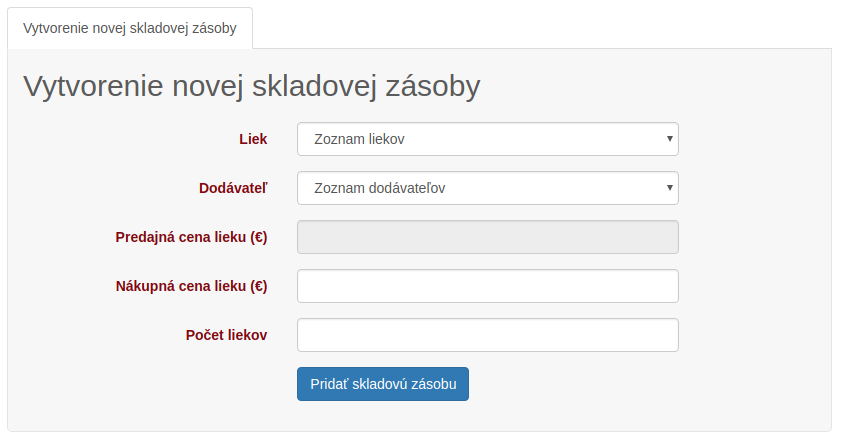 Vytvorenie novej skladovej zásoby
Vytvorenie novej skladovej zásoby
Liek
Zoznam liekov
Dodávateľ
Zoznam dodávateľov
Predajná cena lieku (€)
Nákupná cena lieku (€)
Počet liekov
Pridať skladovú zásobu